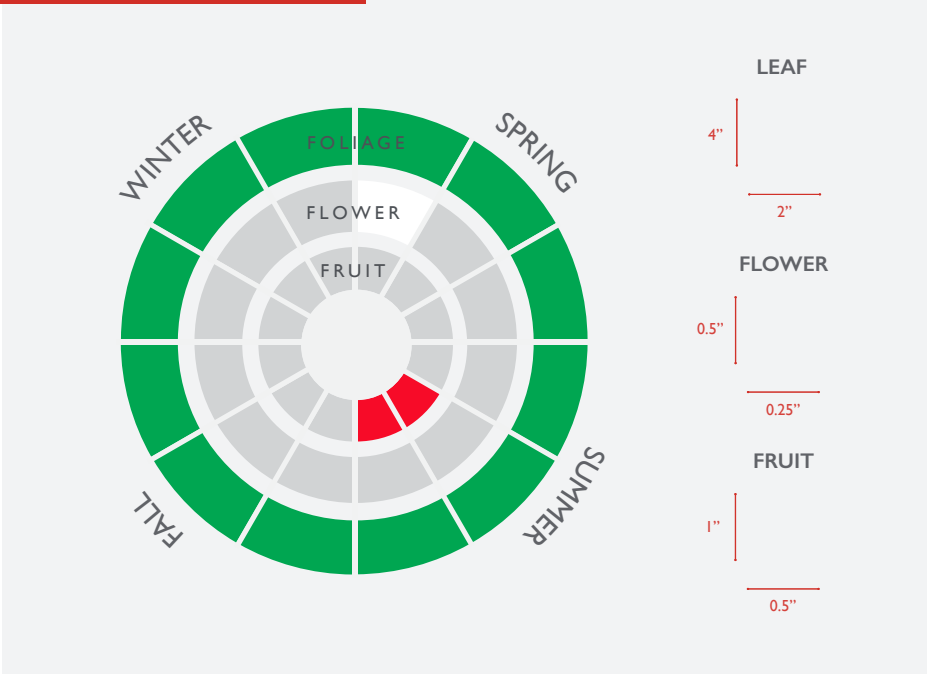 WINTER
SPRING
SUMMER
FALL
FOLIAGE
FLOWER
FRUIT
LEAF
4”
2”
FLOWER
0.5”
0.25”
FRUIT
1”
0.5”